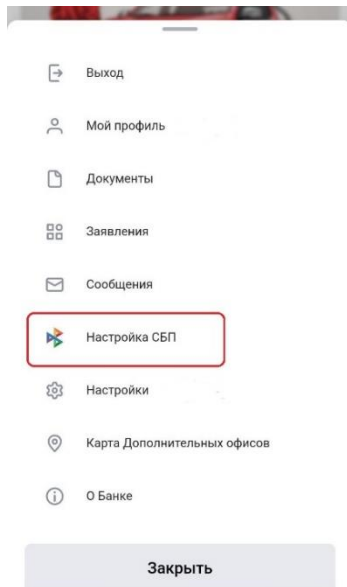 Выход
Мой профиль
Документы
Заявления
Сообщения
Настройка СБП
Настройки
Карта Дополнительных офисов
О Банке
Закрыть